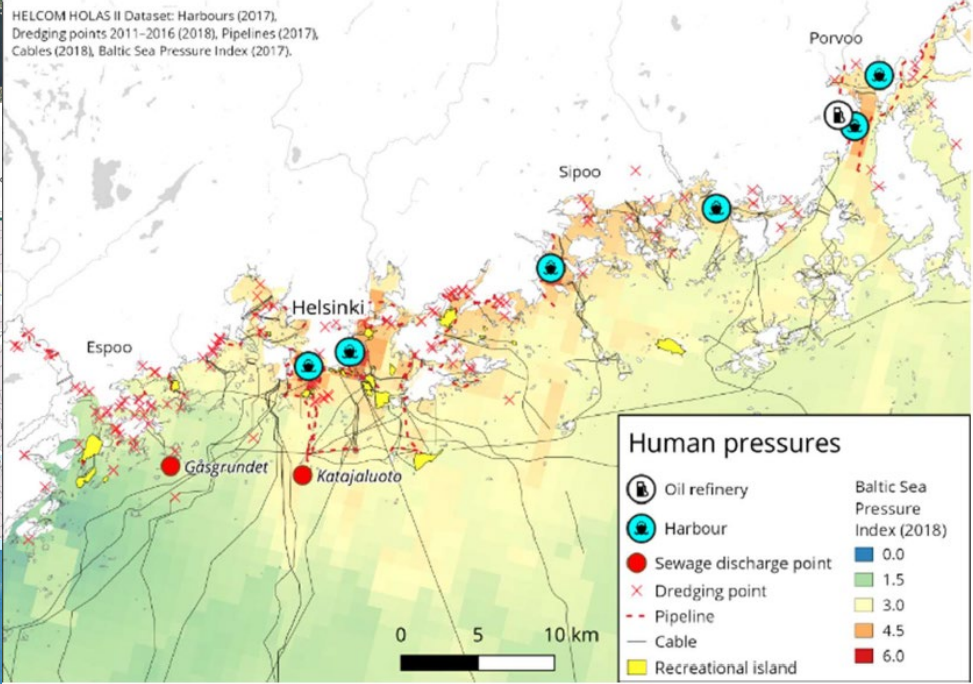 HELCOM HOLAS II Dataset: Harbours (2017),
Dredging points 2011–2016 (2018), Pipelines (2017),
Cables (2018), Baltic Sea Pressure Index (2017).
Porvoo
Sipoo
Helsinki
Espoo
Gåsgrundet
Katajaluoto
Human pressures
Oil refinery
Harbour
Sewage discharge point
Dredging point
Pipeline
Cable
Recreational island
Baltic Sea
Pressure
Index (2018)
0.0
1.5
3.0
4.5
6.0
0 5 10 km